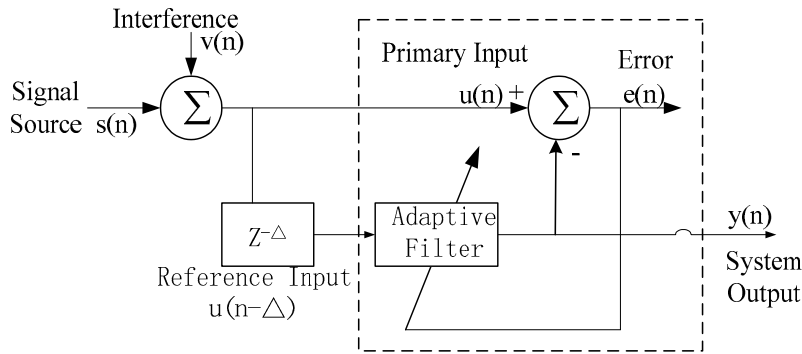 Interference
v(n)
Signal
Source
s(n)
Σ
Primary Input
u(n)
+
Σ
-
Error
e(n)
Z-△
Reference Input
u(n-△)
Adaptive
Filter
y(n)
System
Output